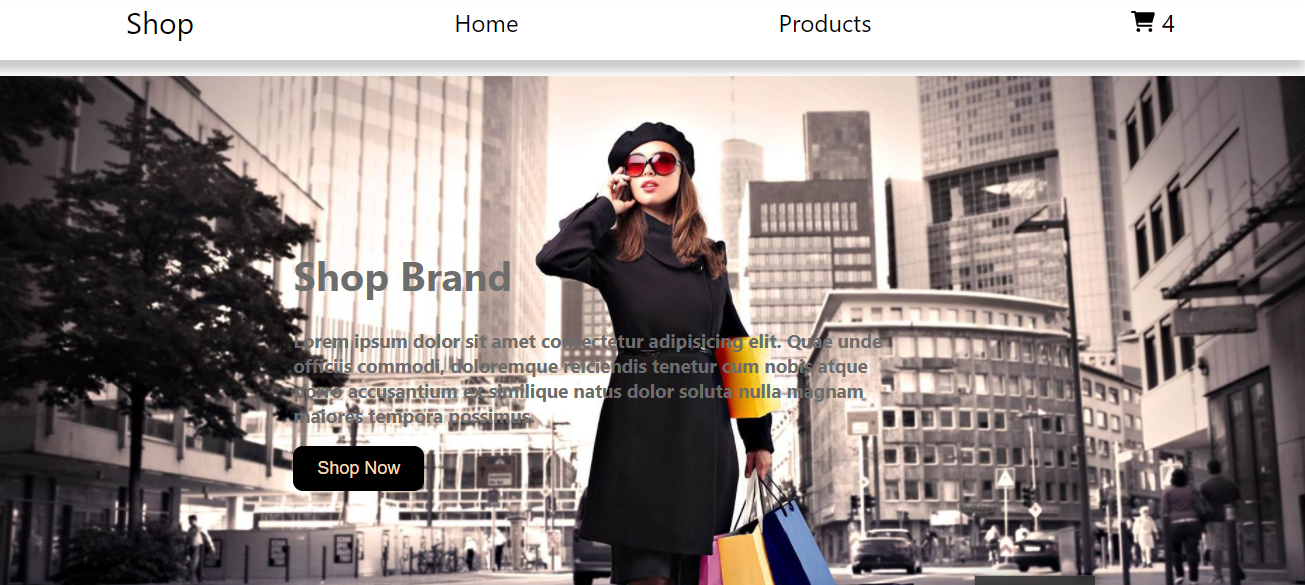 Shop Home Products 4
Shop Brand
Lorem ipsum dolor sit amet consectetur adipisicing elit. Quae unde
officiis commodi, doloremque reiciendis tenetur cum nobis atque
porro accusantium ex similique natus dolor soluta nulla magnam
maiores tempora possimus.
Shop Now